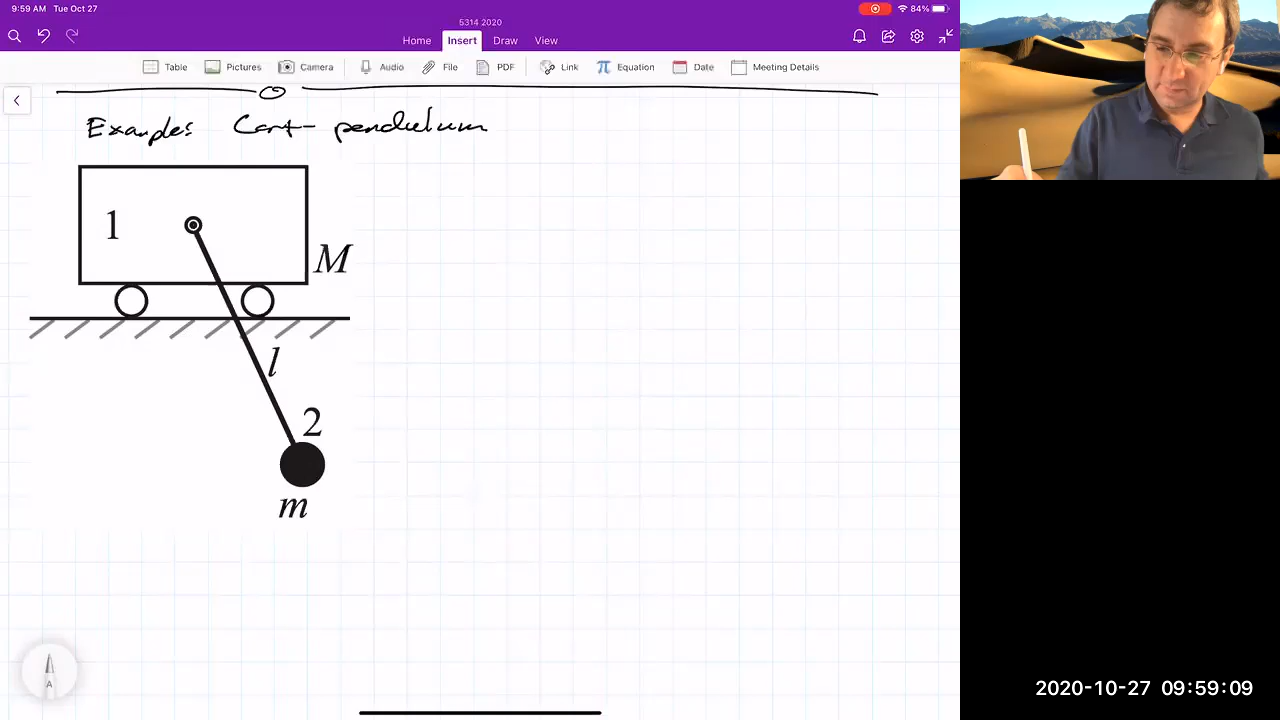 9:59 AM Tue Oct 27
84%
5314 2020
Home Insert Draw View
Table Pictures Camera Audio File PDF Link Equation Date Meeting Details
Examples Cart-pendulum
1
M
l
2
m
A
2020-10-27 09:59:09